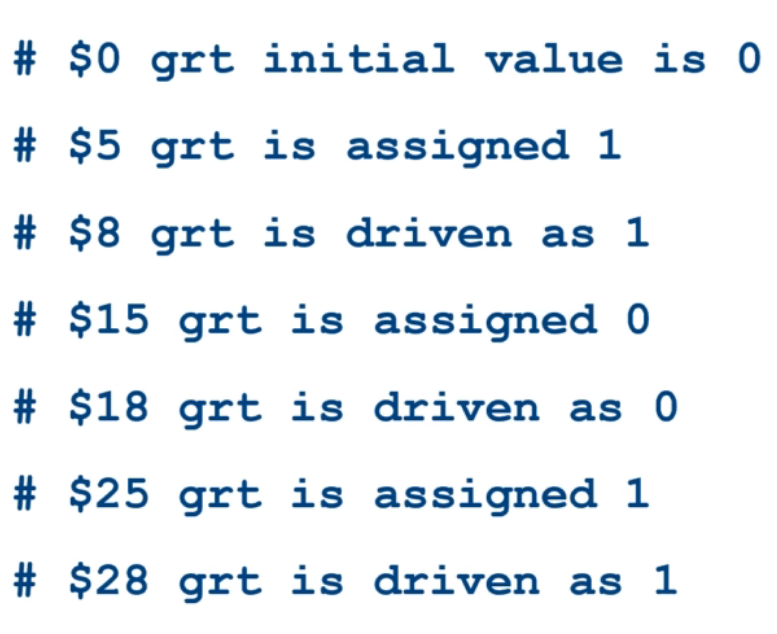 # $0 grt initial value is 0
# $5 grt is assigned 1
# $8 grt is driven as 1
# $15 grt is assigned 0
# $18 grt is driven as 0
# $25 grt is assigned 1
# $28 grt is driven as 1